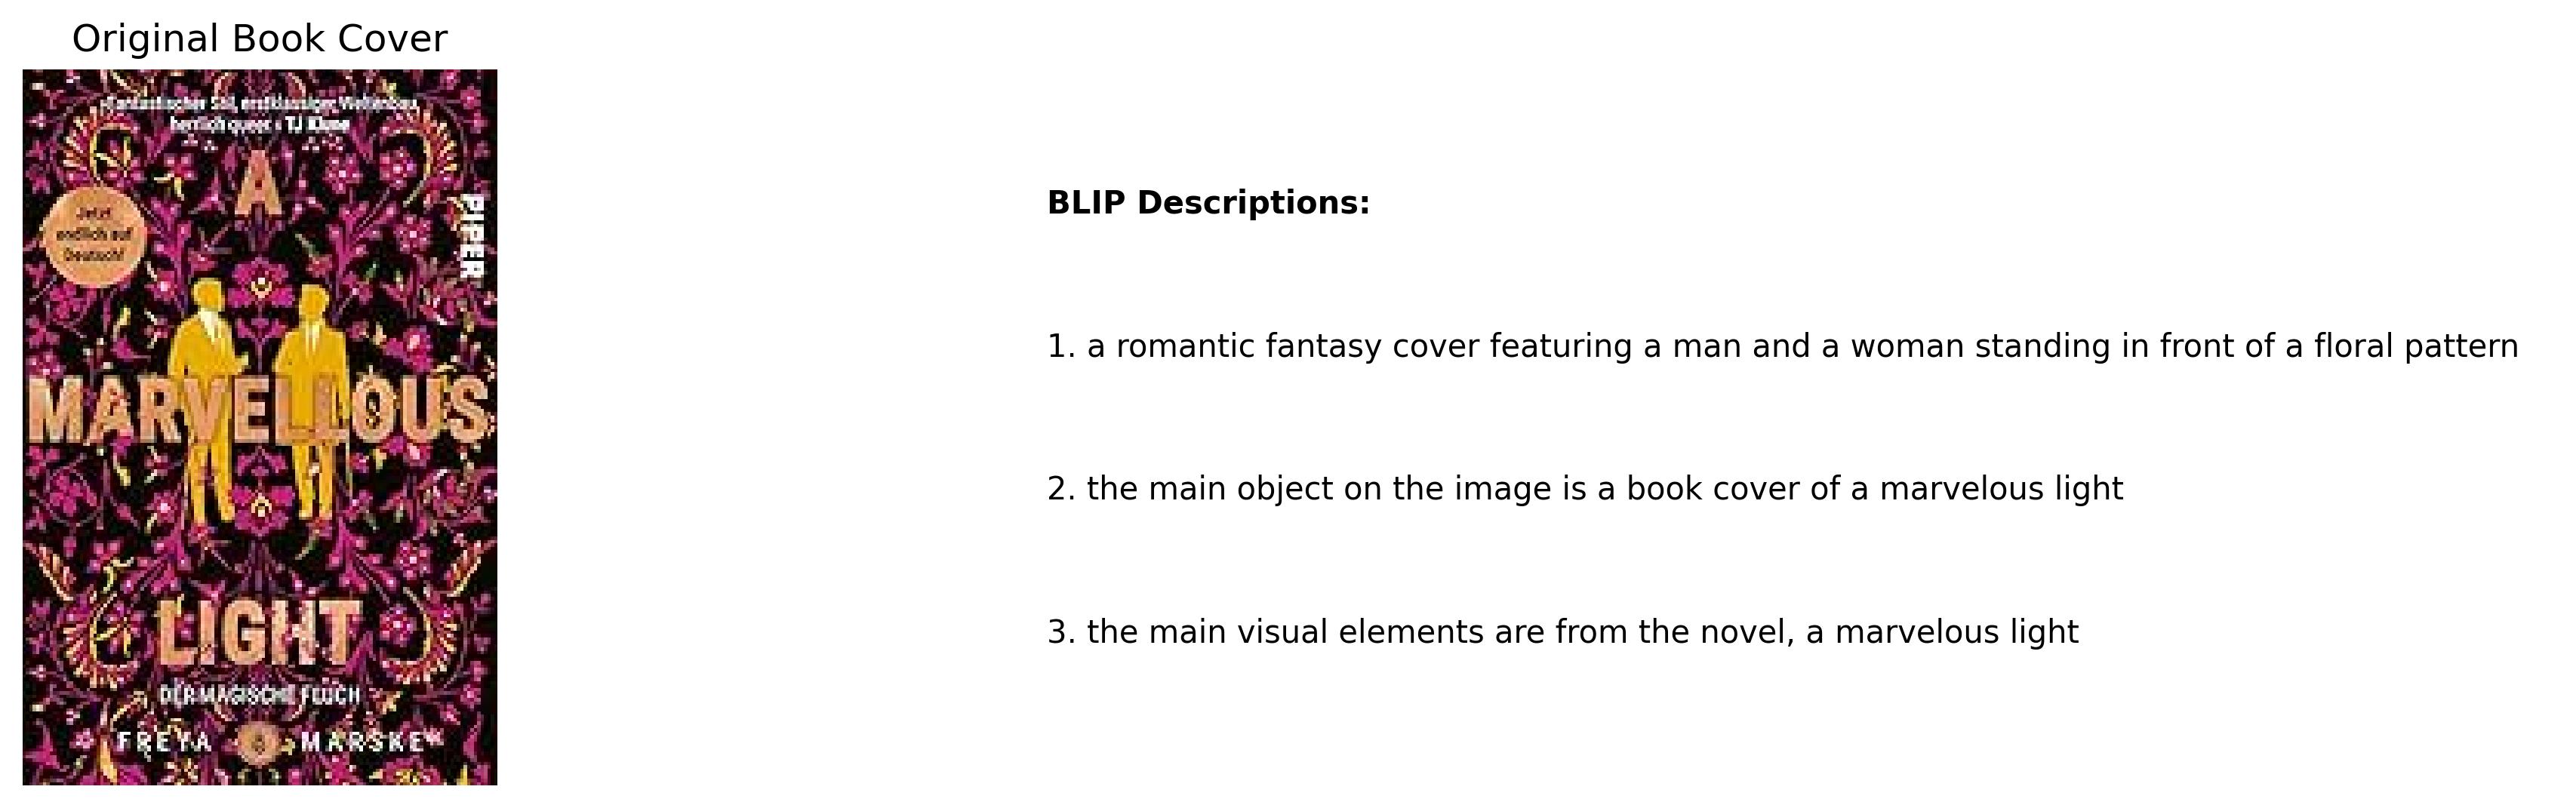 Original Book Cover
»Fantastischer Stil, erstklassiger Weltenbau,
herrlich queer.« TJ Klune
A
Jetzt
endlich auf
Deutsch!
PIPER
MARVELLOUS
LIGHT
DER MAGISCHE FLUCH
FREYA MARSKE
BLIP Descriptions:
1. a romantic fantasy cover featuring a man and a woman standing in front of a floral pattern
2. the main object on the image is a book cover of a marvelous light
3. the main visual elements are from the novel, a marvelous light